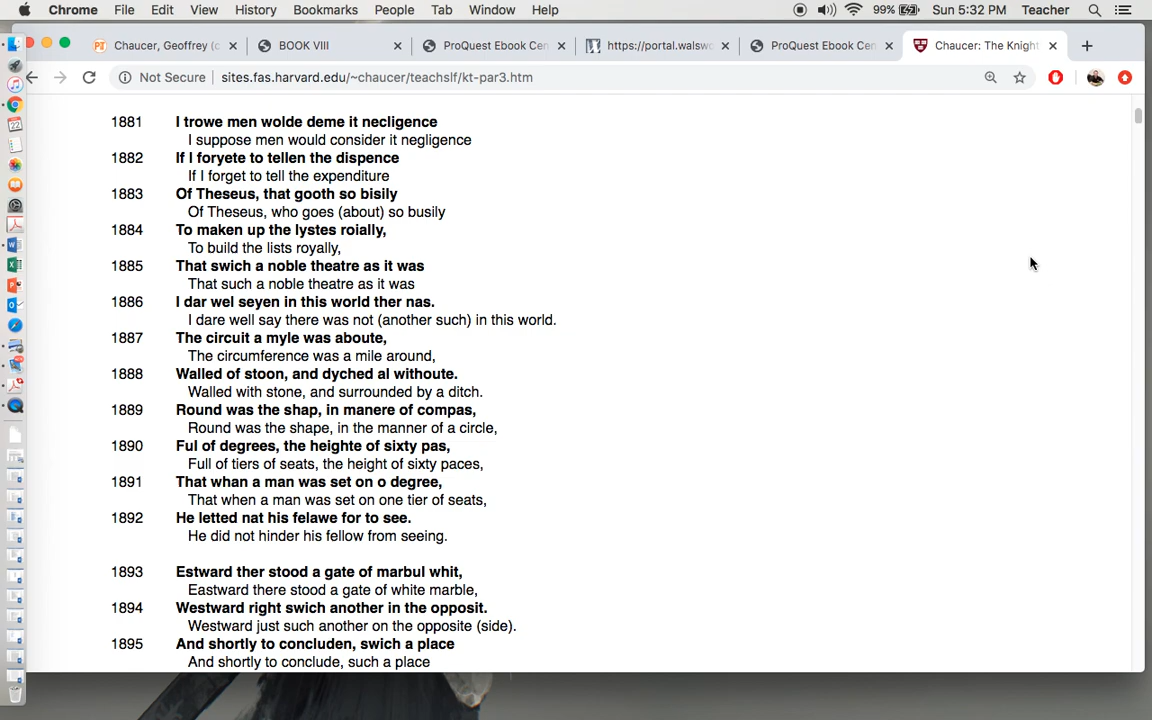 Chrome File Edit View History Bookmarks People Tab Window Help 99% Sun 5:32 PM Teacher
Chaucer, Geoffrey (c × BOOK VIII × ProQuest Ebook Cen × https://portal.walswo × ProQuest Ebook Cen × Chaucer: The Knight × +
Not Secure | sites.fas.harvard.edu/~chaucer/teachslf/kt-par3.htm
1881 I trowe men wolde deme it necligence
I suppose men would consider it negligence
1882 If I foryete to tellen the dispence
If I forget to tell the expenditure
1883 Of Theseus, that gooth so bisily
Of Theseus, who goes (about) so busily
1884 To maken up the lystes roially,
To build the lists royally,
1885 That swich a noble theatre as it was
That such a noble theatre as it was
1886 I dar wel seyen in this world ther nas.
I dare well say there was not (another such) in this world.
1887 The circuit a myle was aboute,
The circumference was a mile around,
1888 Walled of stoon, and dyched al withoute.
Walled with stone, and surrounded by a ditch.
1889 Round was the shap, in manere of compas,
Round was the shape, in the manner of a circle,
1890 Ful of degrees, the heighte of sixty pas,
Full of tiers of seats, the height of sixty paces,
1891 That whan a man was set on o degree,
That when a man was set on one tier of seats,
1892 He letted nat his felawe for to see.
He did not hinder his fellow from seeing.
1893 Estward ther stood a gate of marbul whit,
Eastward there stood a gate of white marble,
1894 Westward right swich another in the opposit.
Westward just such another on the opposite (side).
1895 And shortly to concluden, swich a place
And shortly to conclude, such a place